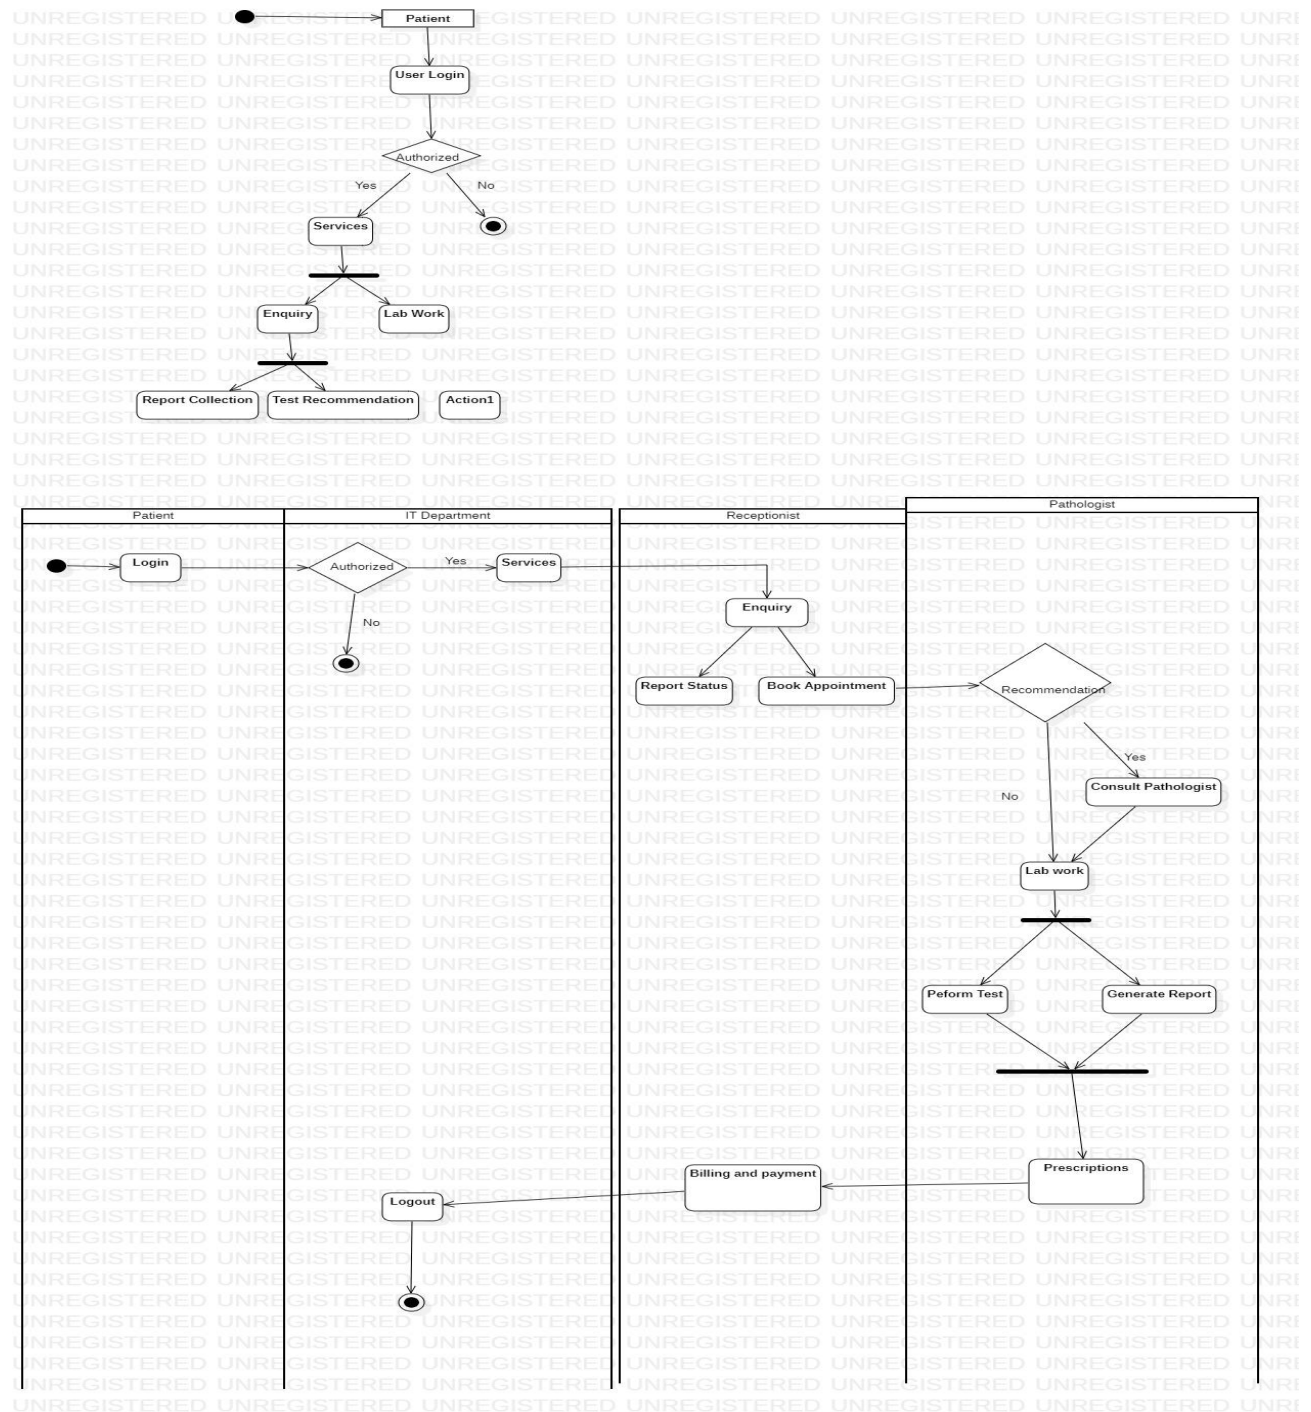 Patient
User Login
Authorized
Yes
No
Services
Enquiry
Lab Work
Report Collection
Test Recommendation
Action1
Pathologist
Patient
IT Department
Receptionist
Login
Authorized
Yes
Services
No
Enquiry
Report Status
Book Appointment
Recommendation
Yes
Consult Pathologist
No
Lab work
Peform Test
Generate Report
Prescriptions
Billing and payment
Logout
UNREGISTERED